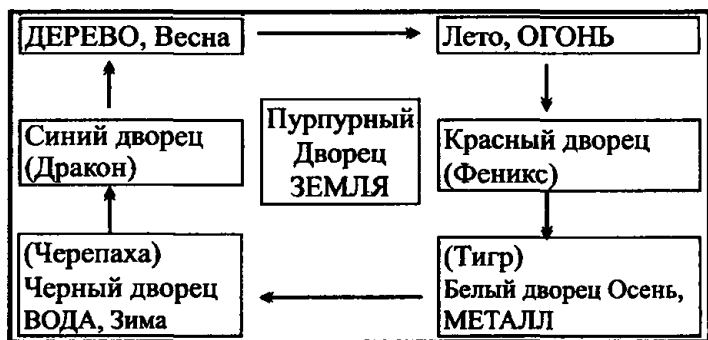 ДЕРЕВО, Весна
Лето, ОГОНЬ
Синий дворец
(Дракон)
Пурпурный
Дворец
ЗЕМЛЯ
Красный дворец
(Феникс)
(Черепаха)
Черный дворец
ВОДА, Зима
(Тигр)
Белый дворец Осень,
МЕТАЛЛ